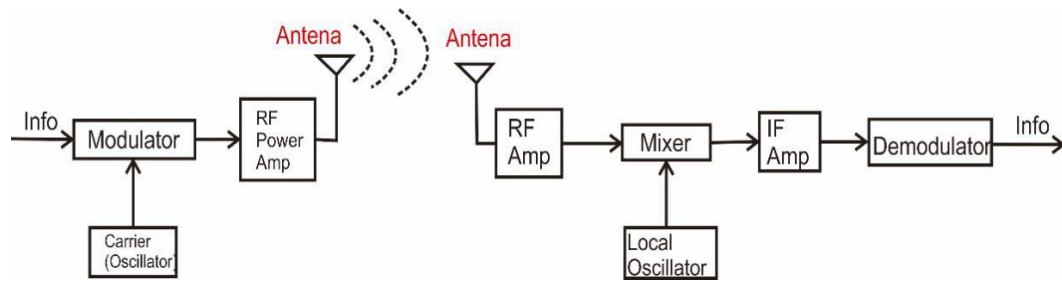 Antena
Antena
Info
Modulator
RF
Power
Amp
Carrier
(Oscillator)
RF
Amp
Mixer
Local
Oscillator
IF
Amp
Demodulator
Info